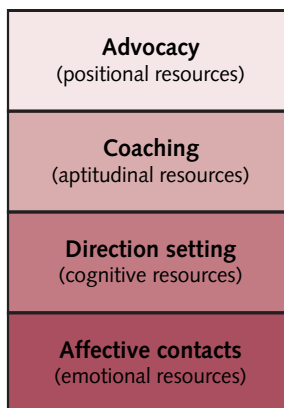 Advocacy
(positional resources)
Coaching
(aptitudinal resources)
Direction setting
(cognitive resources)
Affective contacts
(emotional resources)